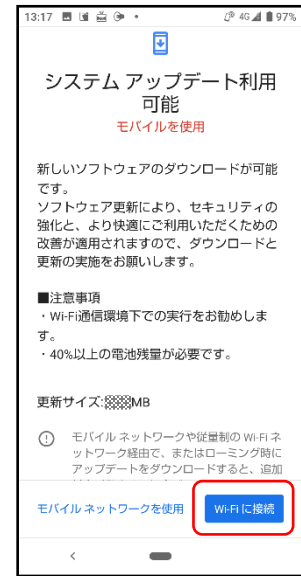 13:17 4G 97%
システム アップデート利用
可能
モバイルを使用
新しいソフトウェアのダウンロードが可能
です。
ソフトウェア更新により、セキュリティの
強化と、より快適にご利用いただくための
改善が適用されますので、ダウンロードと
更新の実施をお願いします。
■注意事項
・Wi-Fi通信環境下での実行をお勧めしま
す。
・40%以上の電池残量が必要です。
更新サイズ:MB
モバイル ネットワークや従量制の Wi-Fi ネ
ットワーク経由で、またはローミング時に
アップデートをダウンロードすると、追加
モバイル ネットワークを使用 Wi-Fi に接続